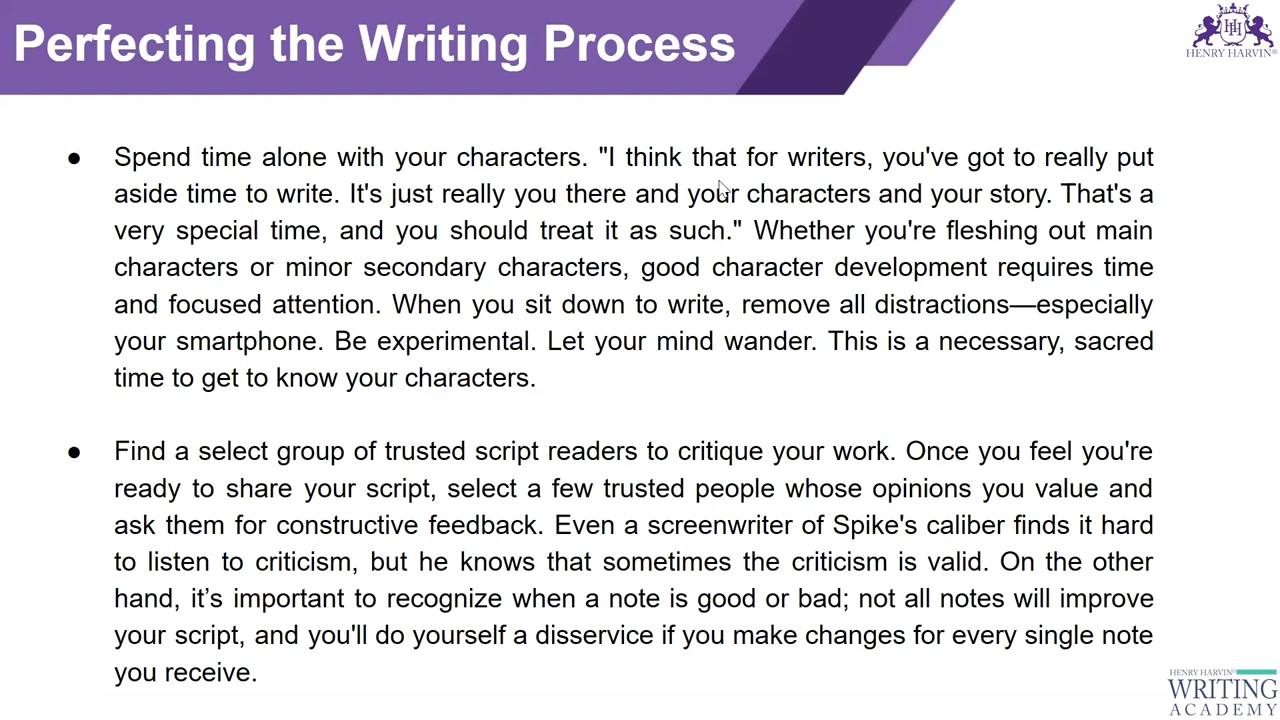 Perfecting the Writing Process
HENRY HARVIN®
● Spend time alone with your characters. "I think that for writers, you've got to really put
aside time to write. It's just really you there and your characters and your story. That's a
very special time, and you should treat it as such." Whether you're fleshing out main
characters or minor secondary characters, good character development requires time
and focused attention. When you sit down to write, remove all distractions—especially
your smartphone. Be experimental. Let your mind wander. This is a necessary, sacred
time to get to know your characters.
● Find a select group of trusted script readers to critique your work. Once you feel you're
ready to share your script, select a few trusted people whose opinions you value and
ask them for constructive feedback. Even a screenwriter of Spike's caliber finds it hard
to listen to criticism, but he knows that sometimes the criticism is valid. On the other
hand, it’s important to recognize when a note is good or bad; not all notes will improve
your script, and you'll do yourself a disservice if you make changes for every single note
you receive.
HENRY HARVIN®
WRITING
ACADEMY